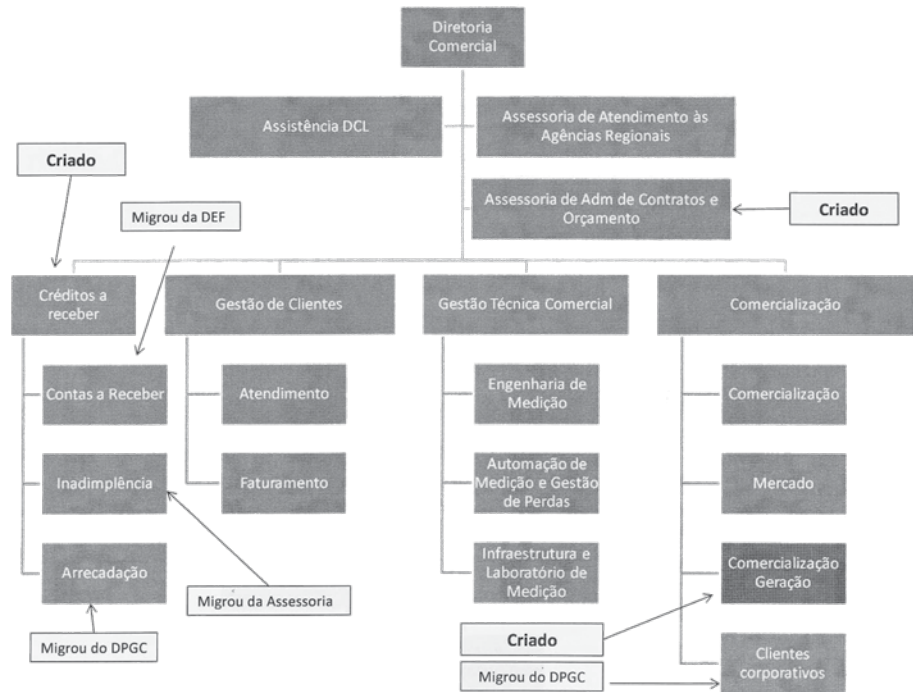 Diretoria
Comercial
Assistência DCL
Assessoria de Atendimento às
Agências Regionais
Criado
Migrou da DEF
Assessoria de Adm de Contratos e
Orçamento
Criado
Créditos a
receber
Gestão de Clientes
Gestão Técnica Comercial
Comercialização
Contas a Receber
Atendimento
Engenharia de
Medição
Comercialização
Inadimplência
Faturamento
Automação de
Medição e Gestão
de Perdas
Mercado
Arrecadação
Infraestrutura e
Laboratório de
Medição
Comercialização
Geração
Migrou da Assessoria
Migrou do DPGC
Criado
Migrou do DPGC
Clientes
corporativos